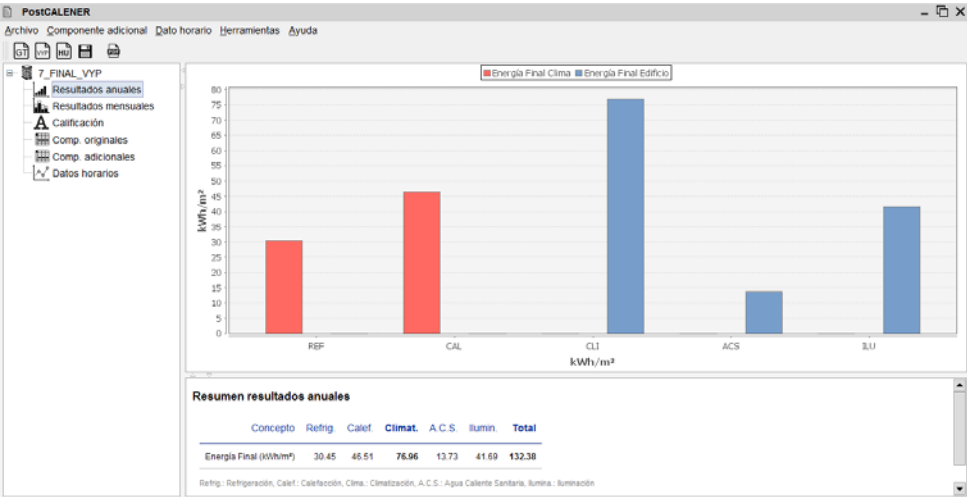 PostCALENER
Archivo Componente adicional Dato horario Herramientas Ayuda
GT VYP HU
7_FINAL_VYP
Resultados anuales
Resultados mensuales
Calificación
Comp. originales
Comp. adicionales
Datos horarios
Energía Final Clima Energía Final Edificio
80
75
70
65
60
55
50
45
40
35
30
25
20
15
10
5
0
kWh/m²
REF CAL CLI ACS ILU
kWh/m²
Resumen resultados anuales
Concepto Refrig. Calef. Climat. A.C.S. Ilumin. Total
Energía Final (kWh/m²) 30.45 46.51 76.96 13.73 41.69 132.38
Refrig.: Refrigeración, Calef.: Calefacción, Clima.: Climatización, A.C.S.: Agua Caliente Sanitaria, Ilumina.: Iluminación